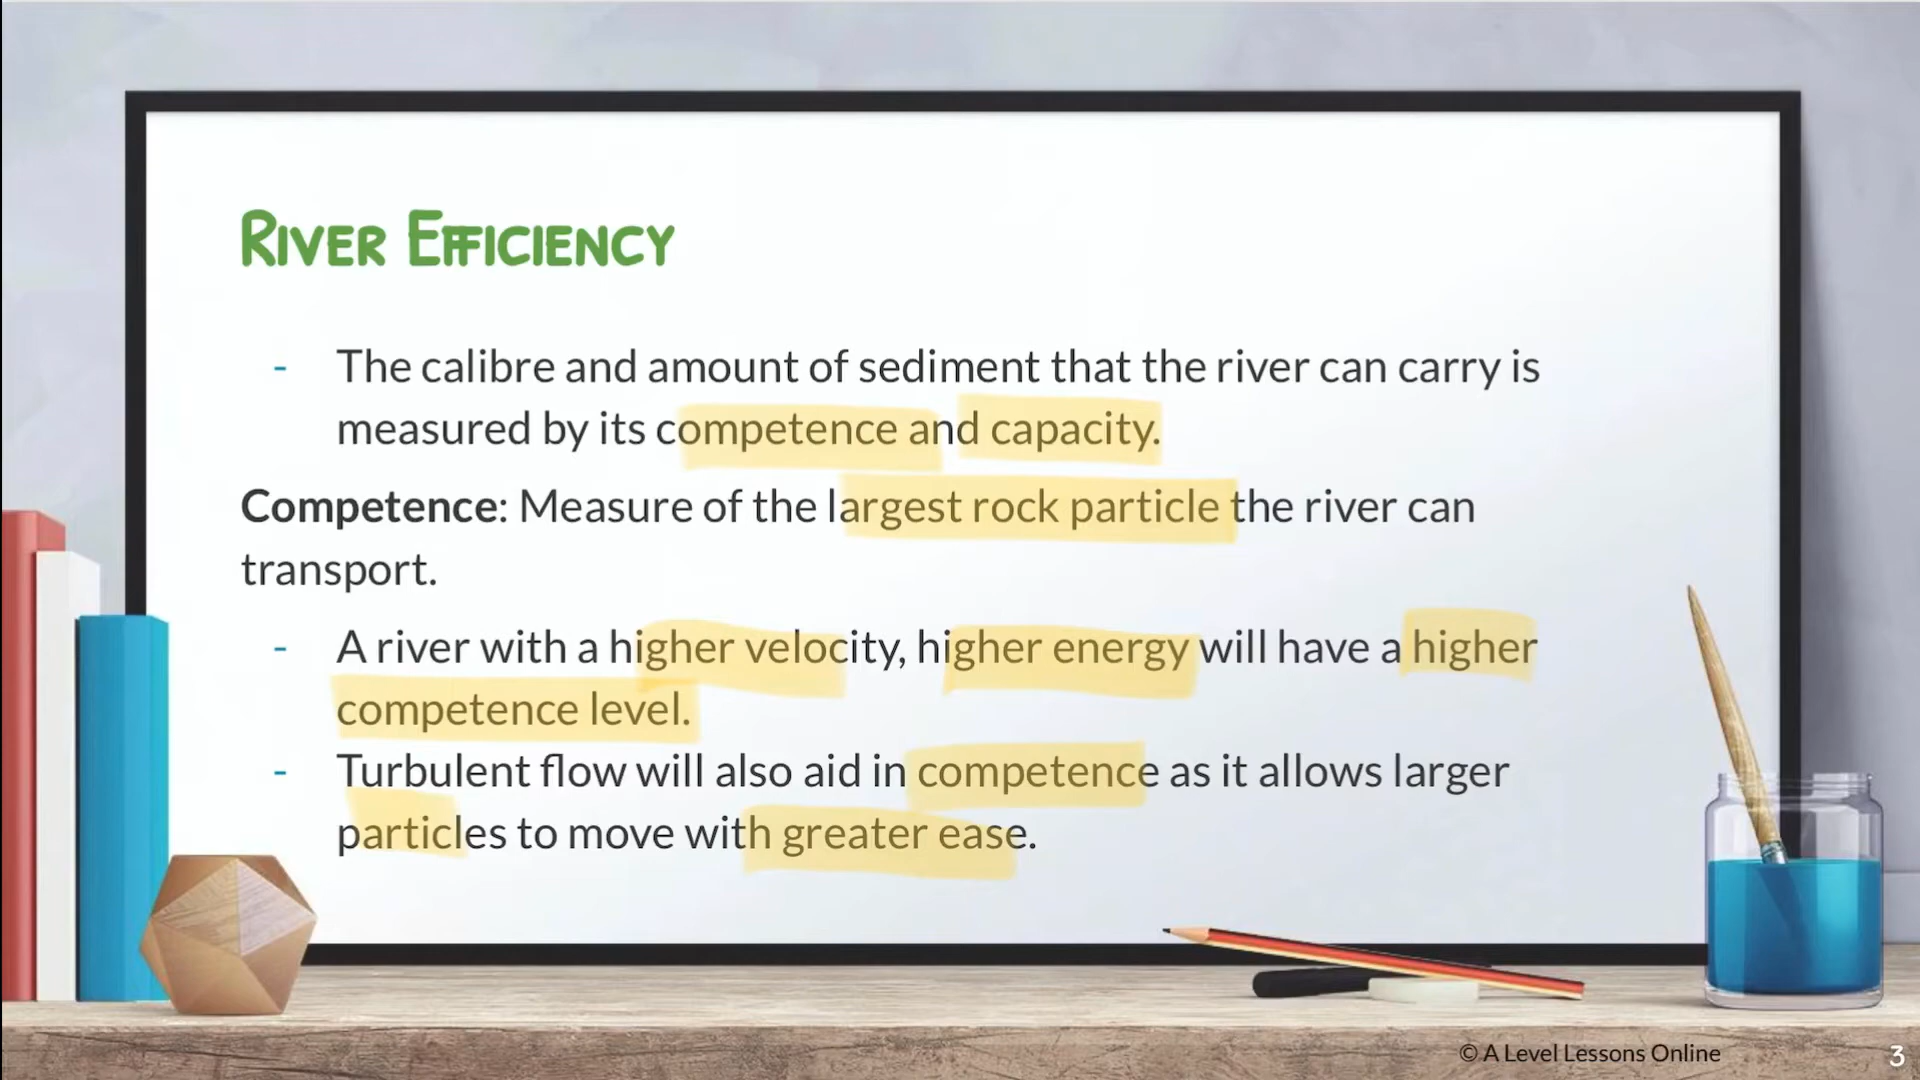 River Efficiency
- The calibre and amount of sediment that the river can carry is
measured by its competence and capacity.
Competence: Measure of the largest rock particle the river can
transport.
- A river with a higher velocity, higher energy will have a higher
competence level.
- Turbulent flow will also aid in competence as it allows larger
particles to move with greater ease.
© A Level Lessons Online
3